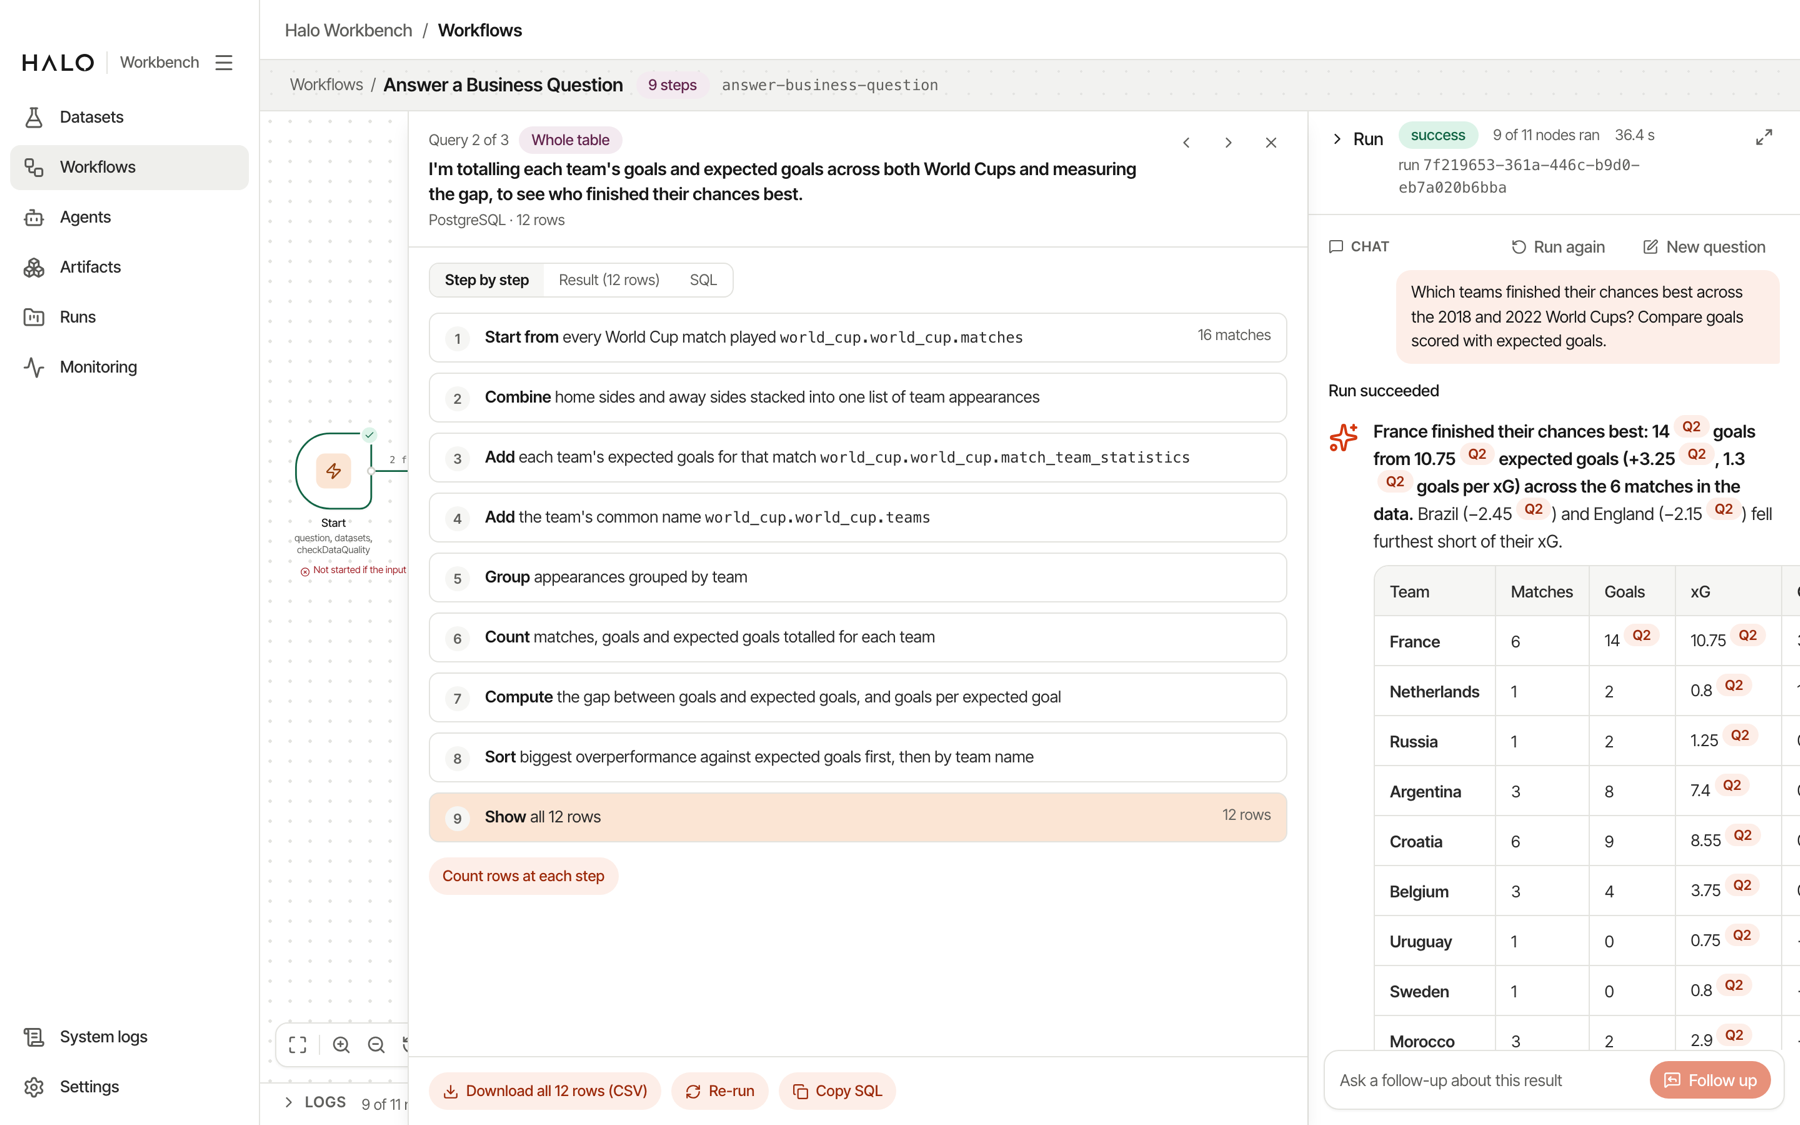 HALO Workbench
Datasets
Workflows
Agents
Artifacts
Runs
Monitoring
System logs
Settings
Halo Workbench / Workflows
Workflows / Answer a Business Question 9 steps answer-business-question
2 f
Start
question, datasets,
checkDataQuality
Not started if the input
LOGS 9 of 11 r
Query 2 of 3 Whole table
I'm totalling each team's goals and expected goals across both World Cups and measuring
the gap, to see who finished their chances best.
PostgreSQL · 12 rows
Step by step Result (12 rows) SQL
1 Start from every World Cup match played world_cup.world_cup.matches 16 matches
2 Combine home sides and away sides stacked into one list of team appearances
3 Add each team's expected goals for that match world_cup.world_cup.match_team_statistics
4 Add the team's common name world_cup.world_cup.teams
5 Group appearances grouped by team
6 Count matches, goals and expected goals totalled for each team
7 Compute the gap between goals and expected goals, and goals per expected goal
8 Sort biggest overperformance against expected goals first, then by team name
9 Show all 12 rows 12 rows
Count rows at each step
Download all 12 rows (CSV) Re-run Copy SQL
Run success 9 of 11 nodes ran 36.4 s
run 7f219653-361a-446c-b9d0-
eb7a020b6bba
CHAT Run again New question
Which teams finished their chances best across
the 2018 and 2022 World Cups? Compare goals
scored with expected goals.
Run succeeded
France finished their chances best: 14 Q2 goals
from 10.75 Q2 expected goals (+3.25 Q2 , 1.3
Q2 goals per xG) across the 6 matches in the
data. Brazil (−2.45 Q2 ) and England (−2.15 Q2 ) fell
furthest short of their xG.
Team Matches Goals xG
France 6 14 Q2 10.75 Q2
Netherlands 1 2 0.8 Q2
Russia 1 2 1.25 Q2
Argentina 3 8 7.4 Q2
Croatia 6 9 8.55 Q2
Belgium 3 4 3.75 Q2
Uruguay 1 0 0.75 Q2
Sweden 1 0 0.8 Q2
Morocco 3 2 2.9 Q2
Ask a follow-up about this result Follow up